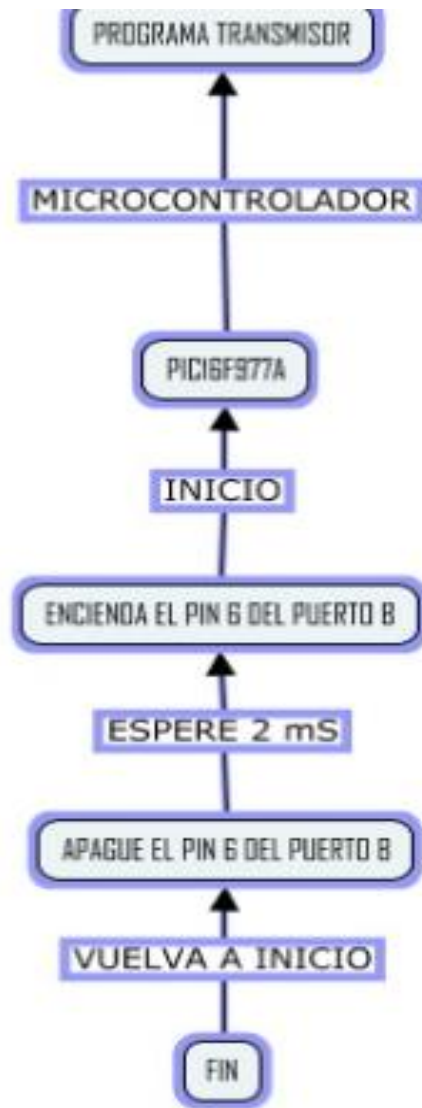 PROGRAMA TRANSMISOR
MICROCONTROLADOR
PIC16F977A
INICIO
ENCIENDA EL PIN 6 DEL PUERTO B
ESPERE 2 mS
APAGUE EL PIN 6 DEL PUERTO B
VUELVA A INICIO
FIN